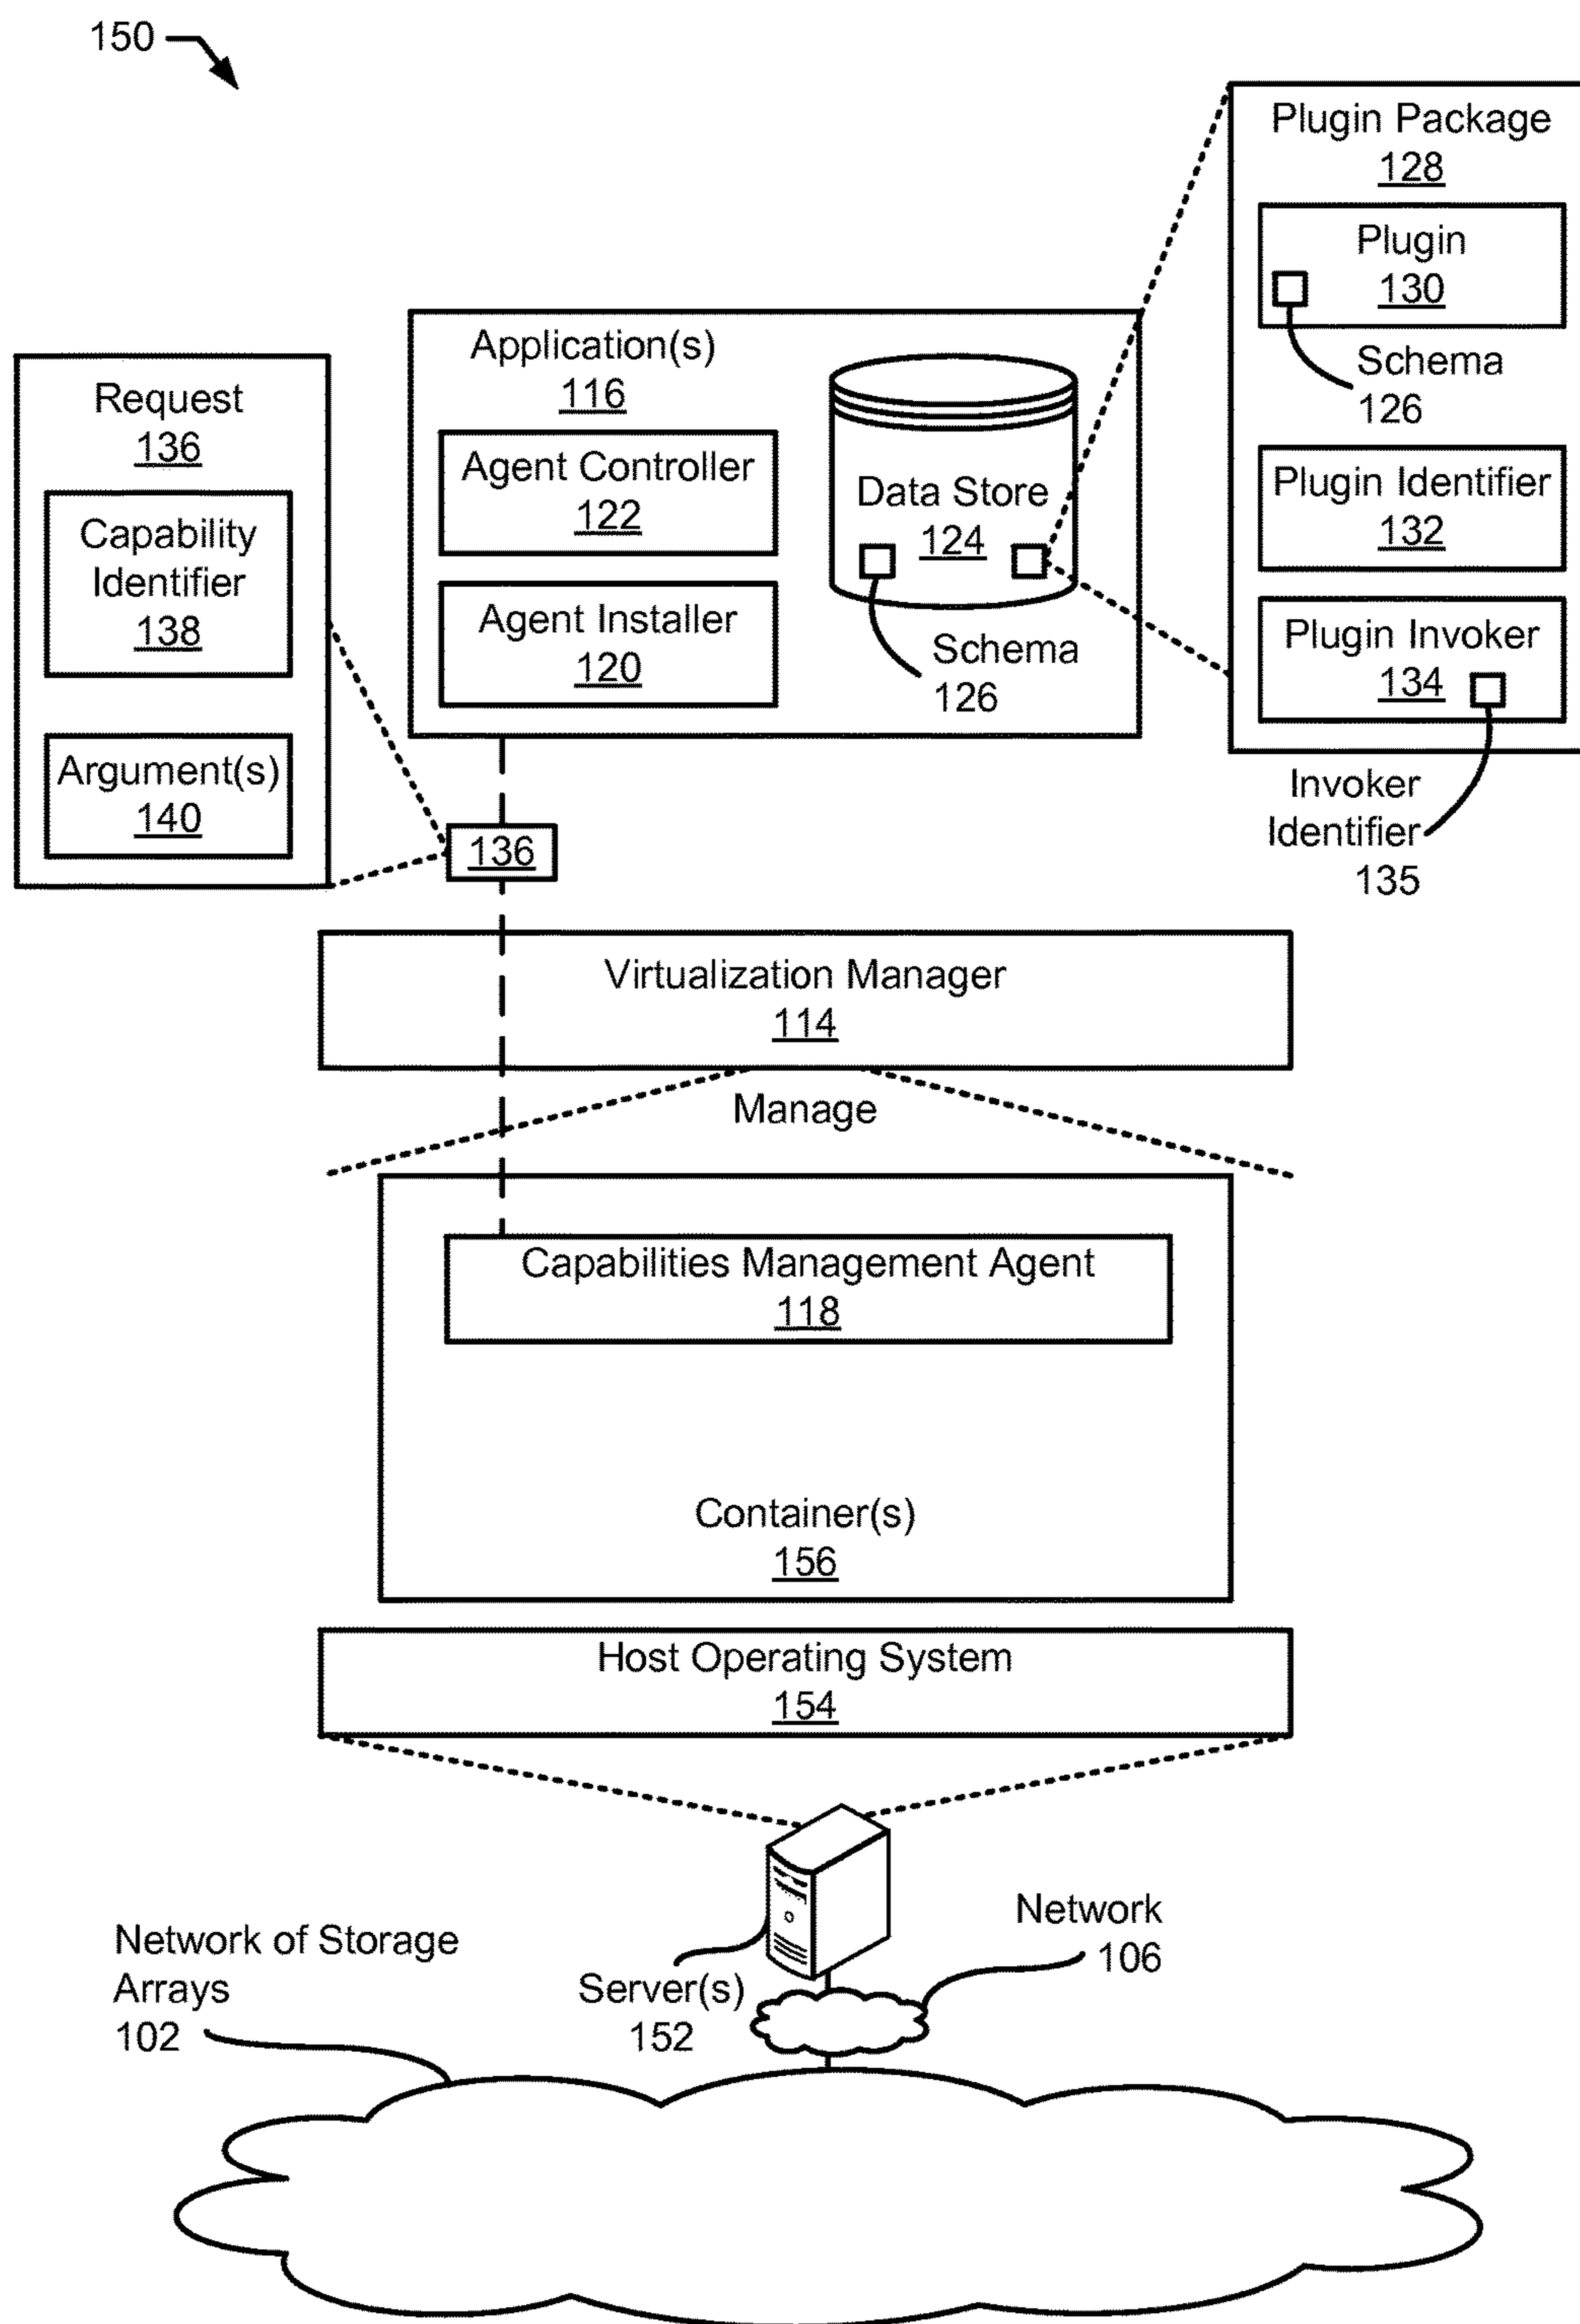 150
Plugin Package
128
Plugin
130
Schema
126
Plugin Identifier
132
Plugin Invoker
134
Invoker
Identifier
135
Application(s)
116
Agent Controller
122
Agent Installer
120
Data Store
124
Schema
126
Request
136
Capability
Identifier
138
Argument(s)
140
136
Virtualization Manager
114
Manage
Capabilities Management Agent
118
Container(s)
156
Host Operating System
154
Network
106
Server(s)
152
Network of Storage
Arrays
102